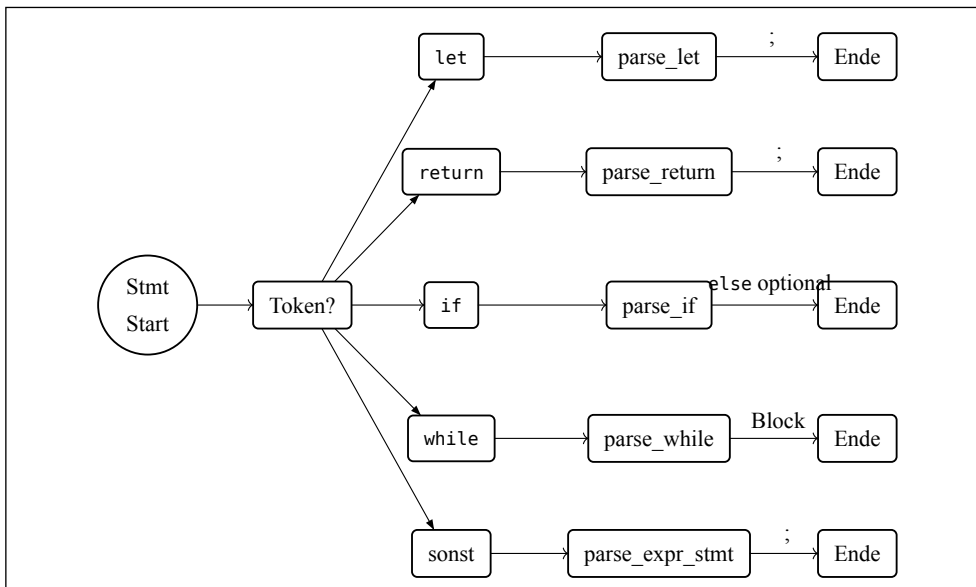 let
parse_let
;
Ende
return
parse_return
;
Ende
Stmt
Start
Token?
if
parse_if
else optional
Ende
while
parse_while
Block
Ende
sonst
parse_expr_stmt
;
Ende